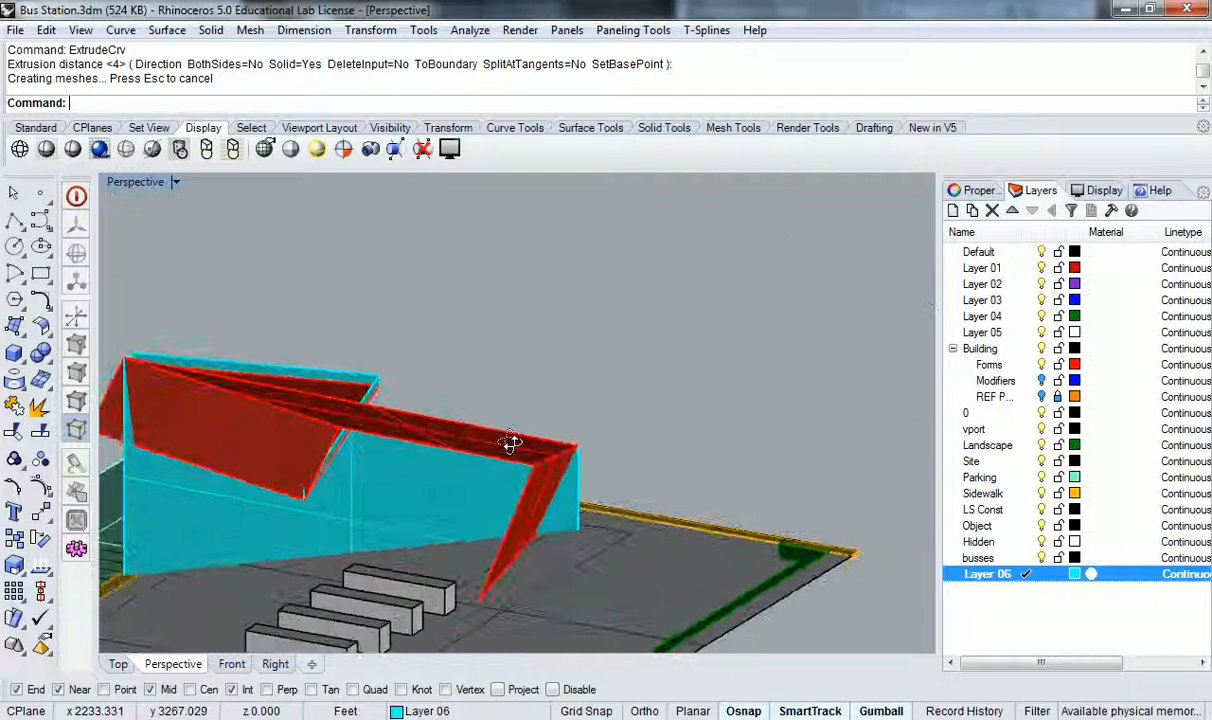 Bus Station.3dm (524 KB) - Rhinoceros 5.0 Educational Lab License - [Perspective]
File Edit View Curve Surface Solid Mesh Dimension Transform Tools Analyze Render Panels Paneling Tools T-Splines Help
Command: ExtrudeCrv
Extrusion distance <4> ( Direction BothSides=No Solid=Yes DeleteInput=No ToBoundary SplitAtTangents=No SetBasePoint ):
Creating meshes... Press Esc to cancel
Command:
Standard CPlanes Set View Display Select Viewport Layout Visibility Transform Curve Tools Surface Tools Solid Tools Mesh Tools Render Tools Drafting New in V5
Perspective
Proper... Layers Display Help
Name Material Linetype
Default Continuous
Layer 01 Continuous
Layer 02 Continuous
Layer 03 Continuous
Layer 04 Continuous
Layer 05 Continuous
Building Continuous
Forms Continuous
Modifiers Continuous
REF P... Continuous
0 Continuous
vport Continuous
Landscape Continuous
Site Continuous
Parking Continuous
Sidewalk Continuous
LS Const Continuous
Object Continuous
Hidden Continuous
busses Continuous
Layer 06 Continuo
Top Perspective Front Right
End Near Point Mid Cen Int Perp Tan Quad Knot Vertex Project Disable
CPlane x 2233.331 y 3267.029 z 0.000 Feet Layer 06 Grid Snap Ortho Planar Osnap SmartTrack Gumball Record History Filter Available physical memor...